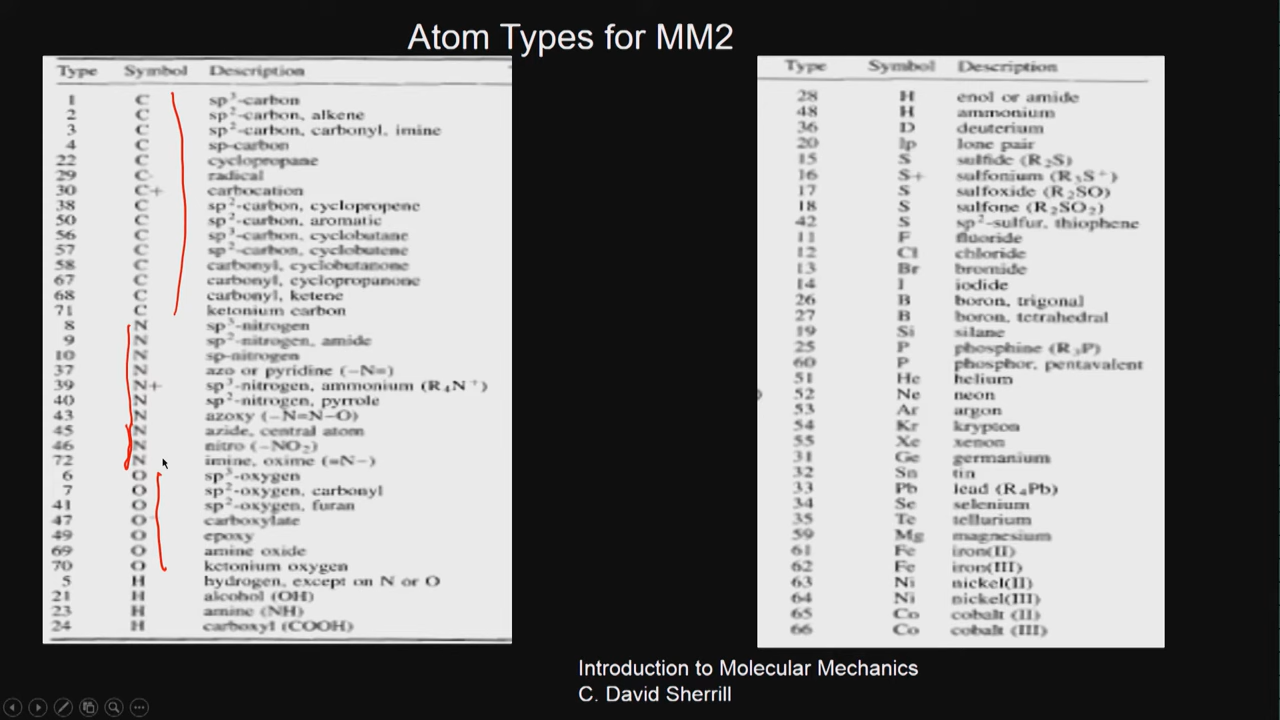 Atom Types for MM2
Type Symbol Description
1 C sp³-carbon
2 C sp²-carbon, alkene
3 C sp²-carbon, carbonyl, imine
4 C sp-carbon
22 C cyclopropane
29 C· radical
30 C+ carbocation
38 C sp²-carbon, cyclopropene
50 C sp²-carbon, aromatic
56 C sp³-carbon, cyclobutane
57 C sp²-carbon, cyclobutene
58 C carbonyl, cyclobutanone
67 C carbonyl, cyclopropanone
68 C carbonyl, ketene
71 C ketonium carbon
8 N sp³-nitrogen
9 N sp²-nitrogen, amide
10 N sp-nitrogen
37 N azo or pyridine (−N=)
39 N+ sp³-nitrogen, ammonium (R₄N⁺)
40 N sp²-nitrogen, pyrrole
43 N azoxy (−N=N−O)
45 N azide, central atom
46 N nitro (−NO₂)
72 N imine, oxime (=N−)
6 O sp³-oxygen
7 O sp²-oxygen, carbonyl
41 O sp²-oxygen, furan
47 O⁻ carboxylate
49 O epoxy
69 O amine oxide
70 O ketonium oxygen
5 H hydrogen, except on N or O
21 H alcohol (OH)
23 H amine (NH)
24 H carboxyl (COOH)
Type Symbol Description
28 H enol or amide
48 H ammonium
36 D deuterium
20 lp lone pair
15 S sulfide (R₂S)
16 S+ sulfonium (R₃S⁺)
17 S sulfoxide (R₂SO)
18 S sulfone (R₂SO₂)
42 S sp²-sulfur, thiophene
11 F fluoride
12 Cl chloride
13 Br bromide
14 I iodide
26 B boron, trigonal
27 B boron, tetrahedral
19 Si silane
25 P phosphine (R₃P)
60 P phosphor, pentavalent
51 He helium
52 Ne neon
53 Ar argon
54 Kr krypton
55 Xe xenon
31 Ge germanium
32 Sn tin
33 Pb lead (R₄Pb)
34 Se selenium
35 Te tellurium
59 Mg magnesium
61 Fe iron(II)
62 Fe iron(III)
63 Ni nickel(II)
64 Ni nickel(III)
65 Co cobalt (II)
66 Co cobalt (III)
Introduction to Molecular Mechanics
C. David Sherrill